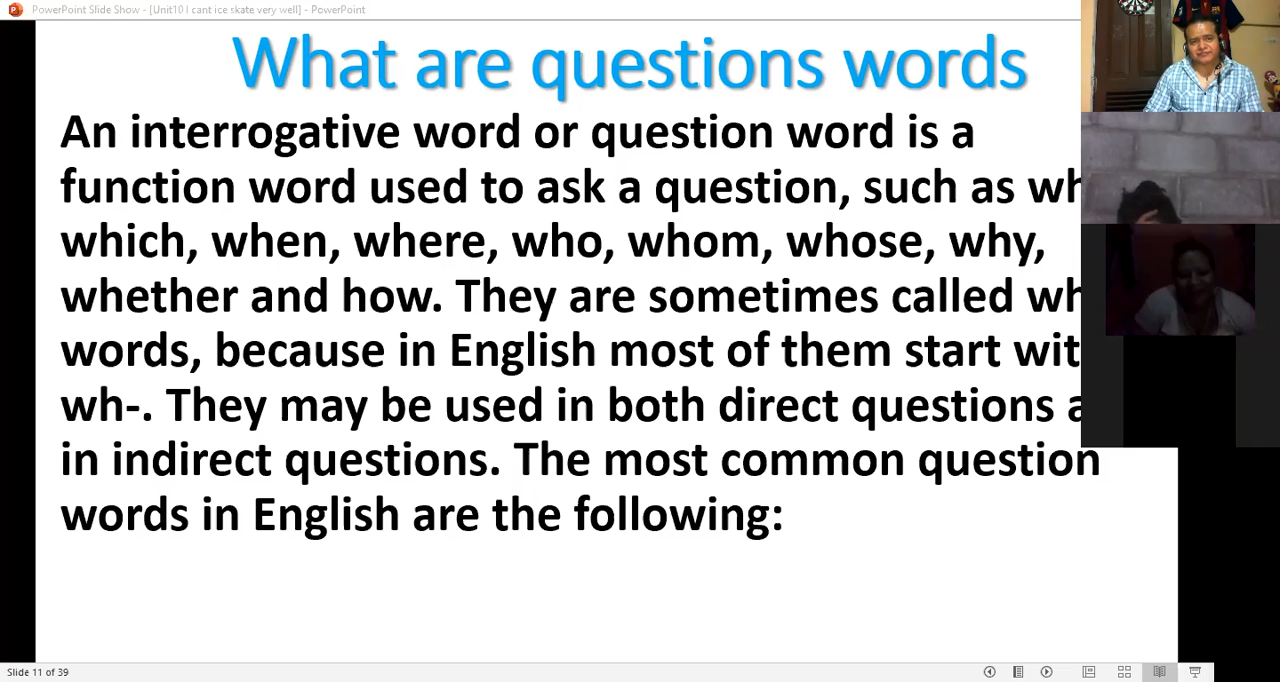 PowerPoint Slide Show - [Unit10 I cant ice skate very well] - PowerPoint
What are questions words
An interrogative word or question word is a
function word used to ask a question, such as
which, when, where, who, whom, whose, why,
whether and how. They are sometimes called
words, because in English most of them start
wh-. They may be used in both direct questions
in indirect questions. The most common question
words in English are the following:
Slide 11 of 39